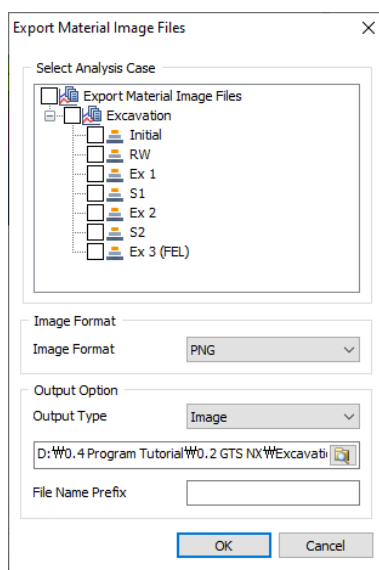 Export Material Image Files
Select Analysis Case
Export Material Image Files
Excavation
Initial
RW
Ex 1
S1
Ex 2
S2
Ex 3 (FEL)
Image Format
Image Format PNG
Output Option
Output Type Image
D:₩0.4 Program Tutorial₩0.2 GTS NX₩Excavati
File Name Prefix
OK Cancel